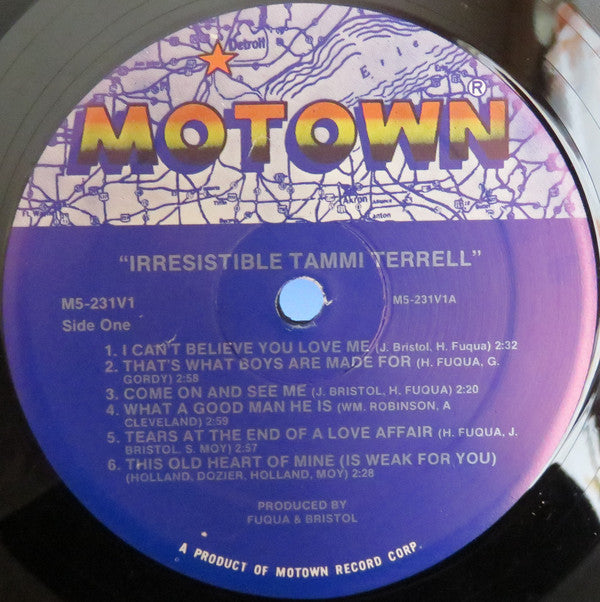 Detroit
Erie
MOTOWN®
Akron
Canton
"IRRESISTIBLE TAMMI TERRELL"
M5-231V1
M5-231V1A
Side One
1. I CAN'T BELIEVE YOU LOVE ME (J. Bristol, H. Fuqua) 2:32
2. THAT'S WHAT BOYS ARE MADE FOR (H. FUQUA, G.
GORDY) 2:58
3. COME ON AND SEE ME (J. BRISTOL, H. FUQUA) 2:20
4. WHAT A GOOD MAN HE IS (WM. ROBINSON, A
CLEVELAND) 2:59
5. TEARS AT THE END OF A LOVE AFFAIR (H. FUQUA, J.
BRISTOL, S. MOY) 2:57
6. THIS OLD HEART OF MINE (IS WEAK FOR YOU)
(HOLLAND, DOZIER, HOLLAND, MOY) 2:28
PRODUCED BY
FUQUA & BRISTOL
A PRODUCT OF MOTOWN RECORD CORP.